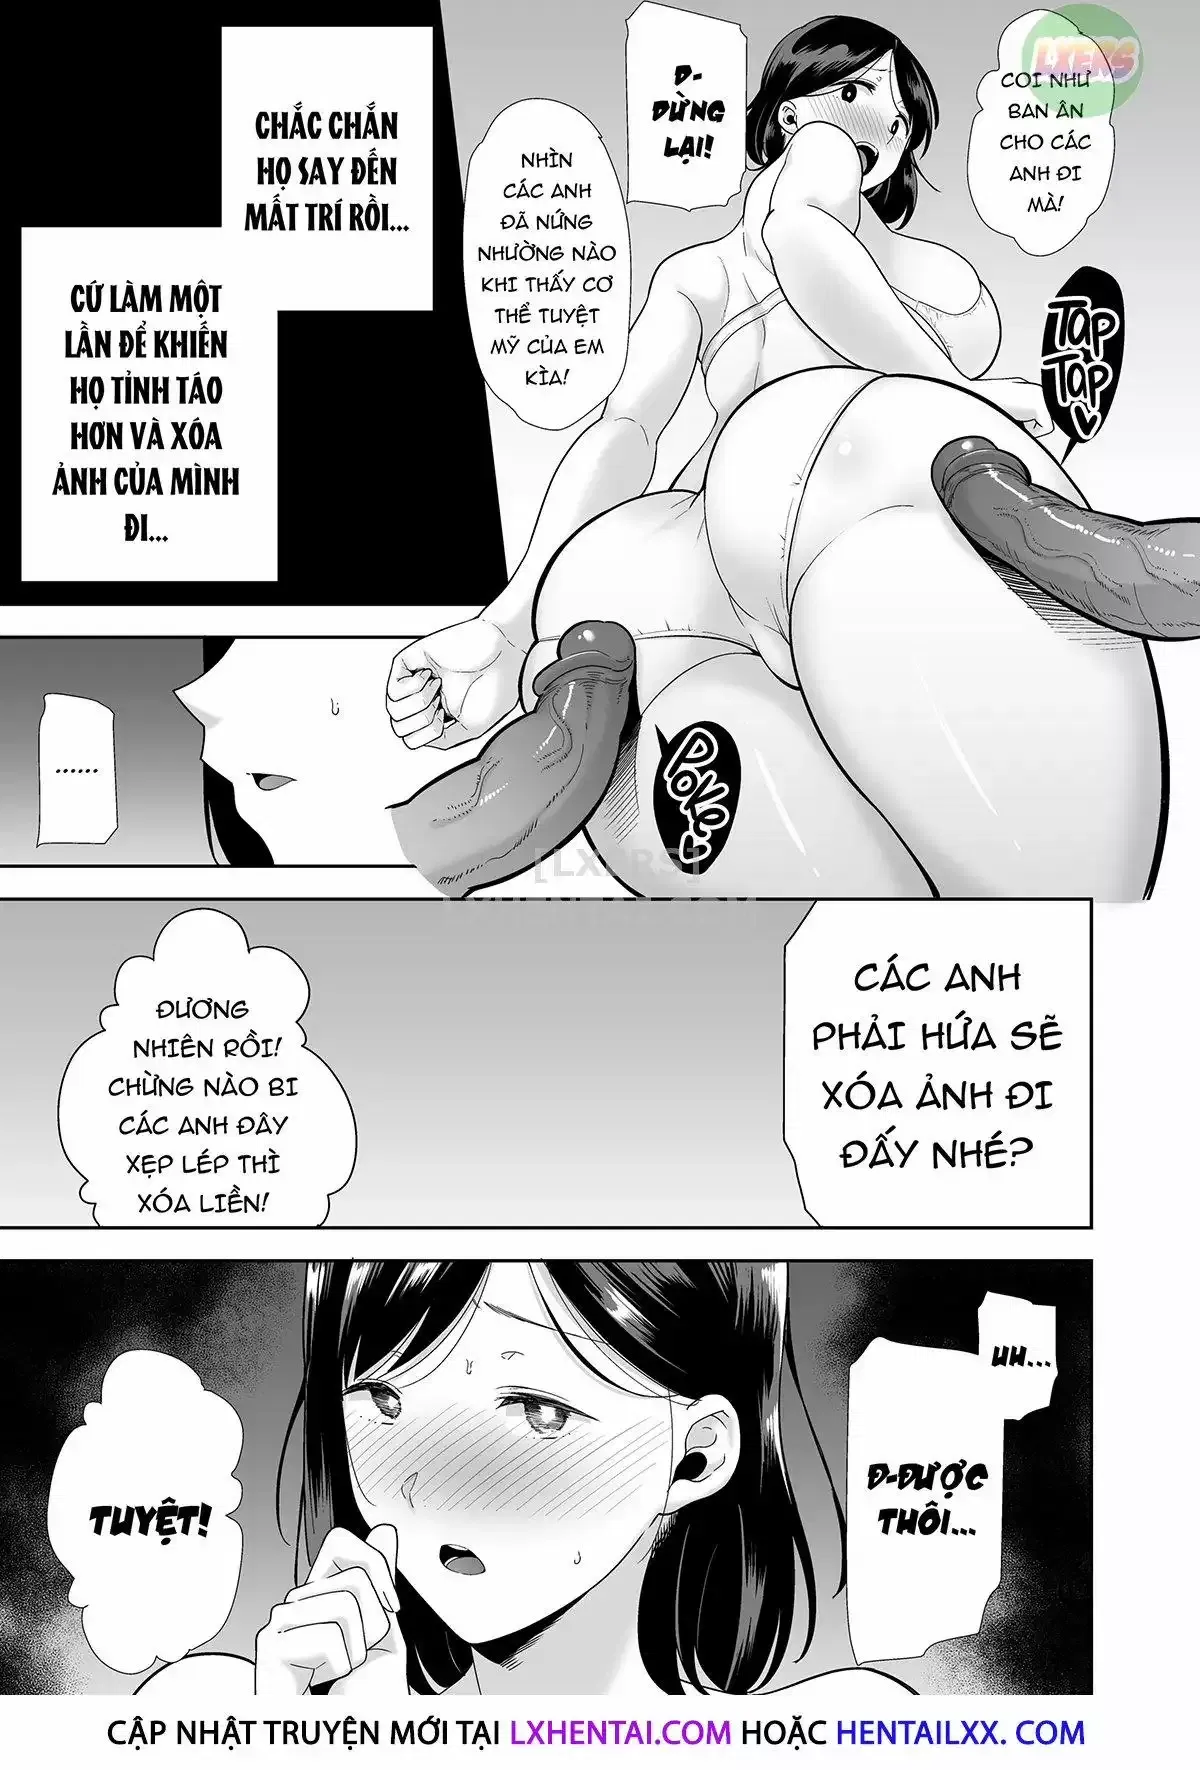 LXERS
COI NHƯ
BAN ÂN
CHO CÁC
ANH ĐI
MÀ!
Đ-
DỪNG
LẠI!
NHÌN
CÁC ANH
ĐÃ NỨNG
NHƯỜNG NÀO
KHI THẤY CƠ
THỂ TUYỆT
MỸ CỦA EM
KÌA!
TAP
TAP
POKE
CHẮC CHẮN
HỌ SAY ĐẾN
MẤT TRÍ RỒI...
CỨ LÀM MỘT
LẦN ĐỂ KHIẾN
HỌ TỈNH TÁO
HƠN VÀ XÓA
ẢNH CỦA MÌNH
ĐI...
......
[LXERS]
CÁC ANH
PHẢI HỨA SẼ
XÓA ẢNH ĐI
ĐẤY NHÉ?
ĐƯƠNG
NHIÊN RỒI!
CHỪNG NÀO BI
CÁC ANH ĐÂY
XẸP LÉP THÌ
XÓA LIỀN!
UH...
Đ-ĐƯỢC
THÔI...
TUYỆT!
CẬP NHẬT TRUYỆN MỚI TẠI LXHENTAI.COM HOẶC HENTAILXX. COM